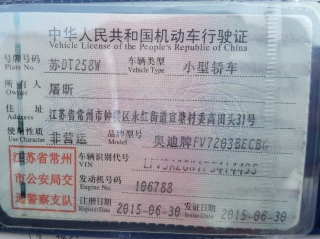 中华人民共和国机动车行驶证
Vehicle License of the People's Republic of China
号牌号码 Plate No. 苏DT258W 车辆类型 Vehicle Type 小型轿车
所有人 Owner 屠昕
住址 Address 江苏省常州市钟楼区永红街道宣塘村委高田头31号
使用性质 Use Character 非营运 品牌型号 Model 奥迪牌FV7203BECBG
江苏省常州
市公安局交
通警察支队
车辆识别代号 VIN
发动机号码 Engine No. 106788
注册日期 Register Date 2015-06-30 发证日期 Issue Date 2015-06-30